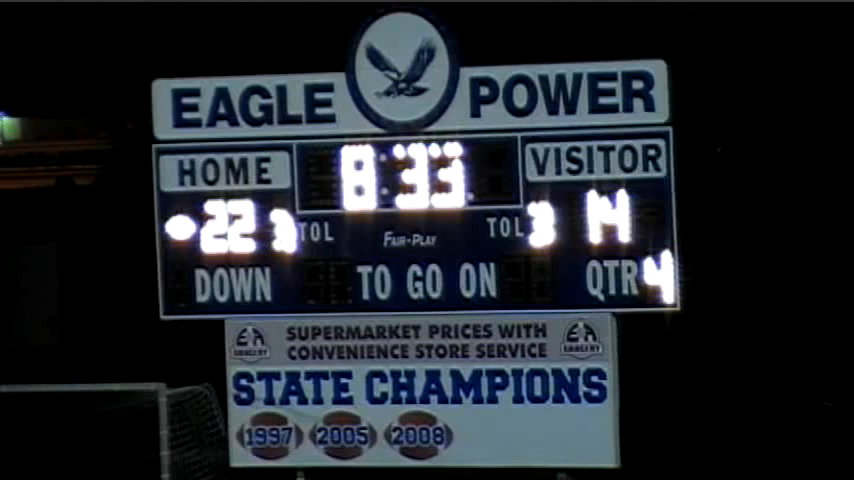 EAGLE POWER
HOME 8:33 VISITOR
22 3 TOL FAIR-PLAY TOL 3 14
DOWN TO GO ON QTR 4
SUPERMARKET PRICES WITH
CONVENIENCE STORE SERVICE
STATE CHAMPIONS
1997 2005 2008